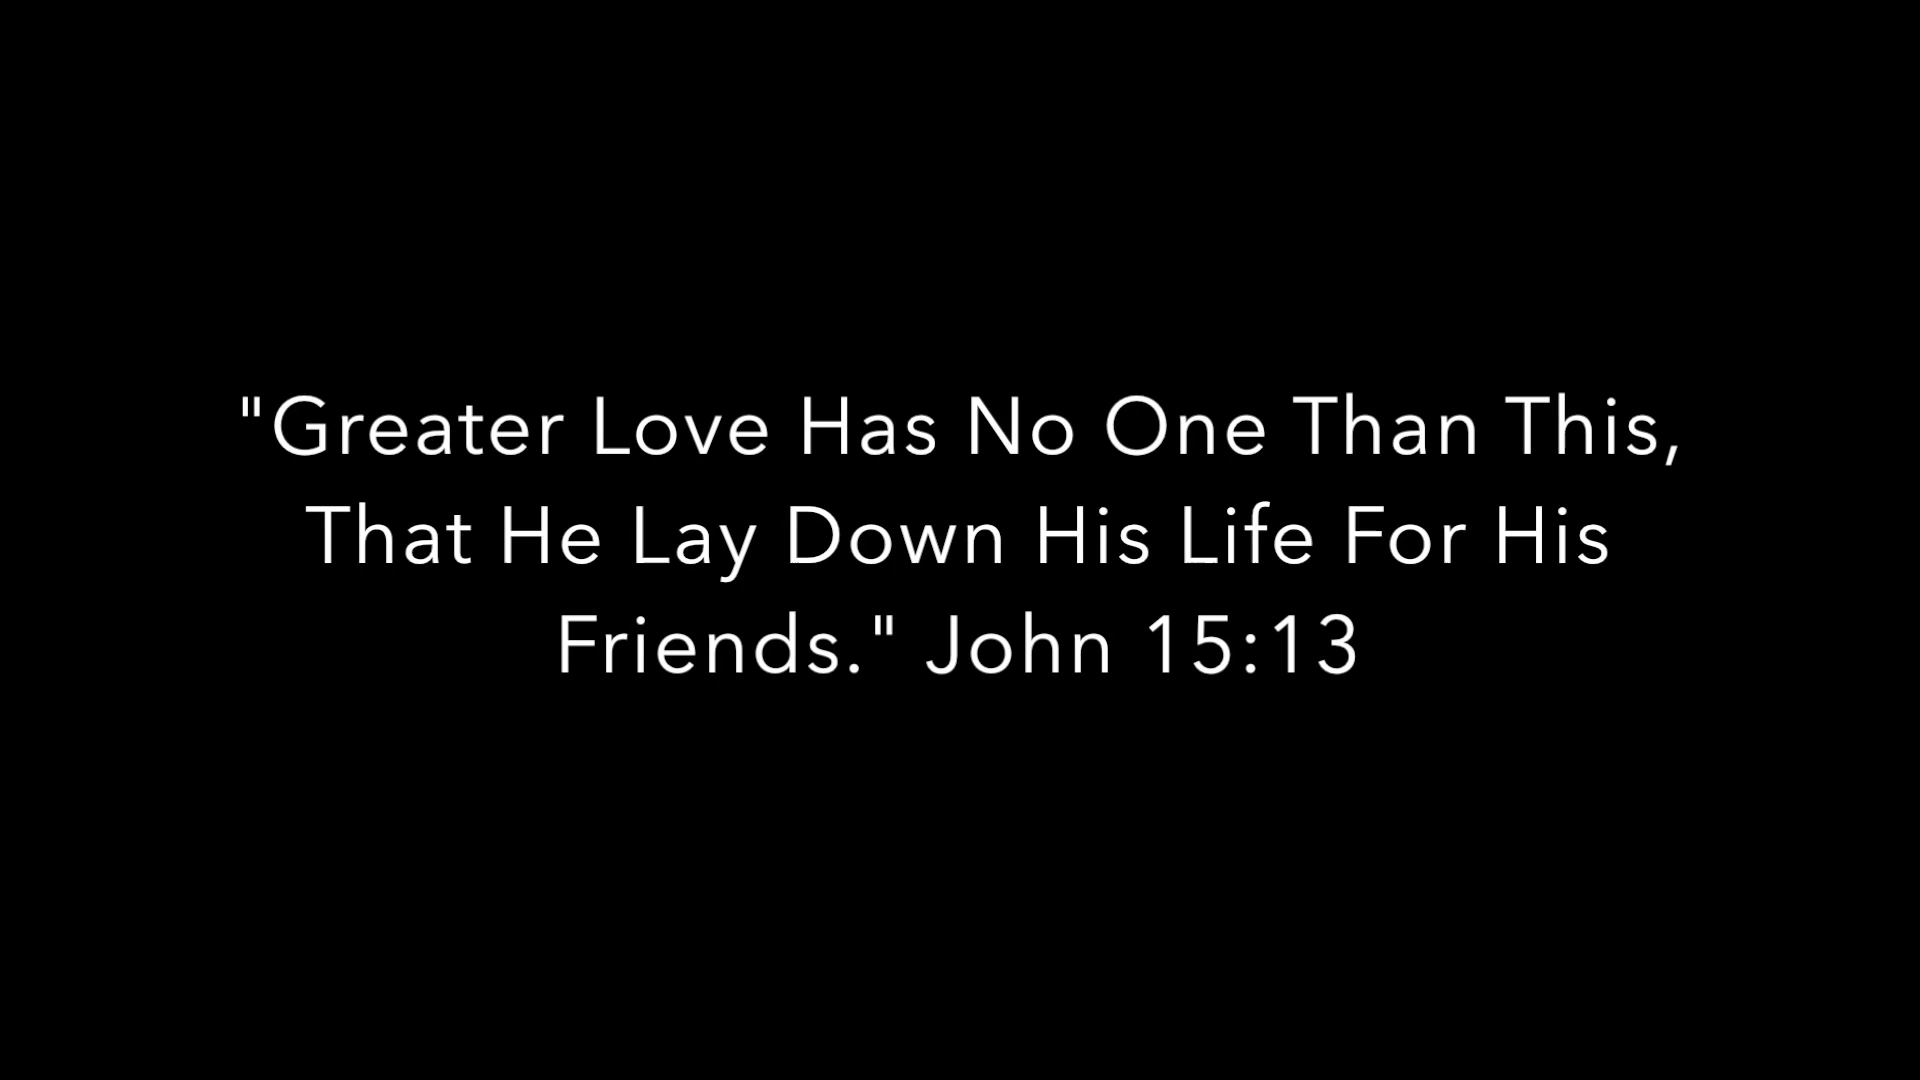 "Greater Love Has No One Than This,
That He Lay Down His Life For His
Friends." John 15:13